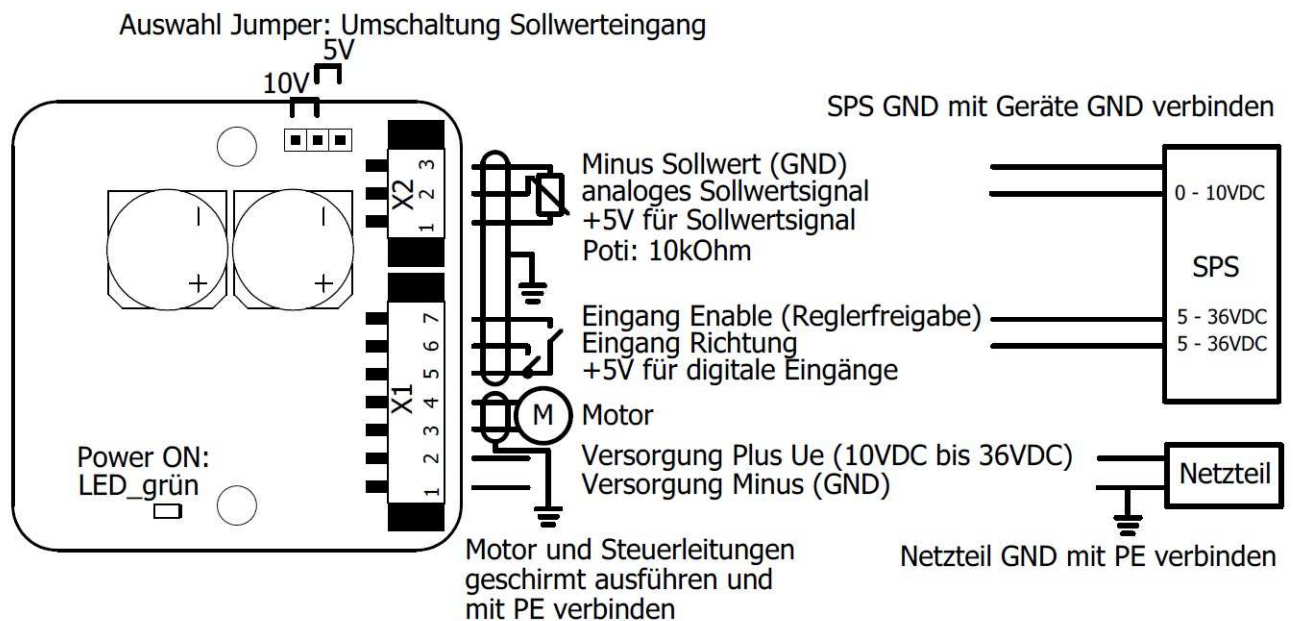 Auswahl Jumper: Umschaltung Sollwerteingang
5V
10V
SPS GND mit Geräte GND verbinden
X2
3
2
1
Minus Sollwert (GND)
analoges Sollwertsignal
+5V für Sollwertsignal
Poti: 10kOhm
0 - 10VDC
SPS
5 - 36VDC
5 - 36VDC
-
-
+
+
X1
7
6
5
4
3
2
1
Eingang Enable (Reglerfreigabe)
Eingang Richtung
+5V für digitale Eingänge
M
Motor
Versorgung Plus Ue (10VDC bis 36VDC)
Versorgung Minus (GND)
Netzteil
Power ON:
LED_grün
Motor und Steuerleitungen
geschirmt ausführen und
mit PE verbinden
Netzteil GND mit PE verbinden